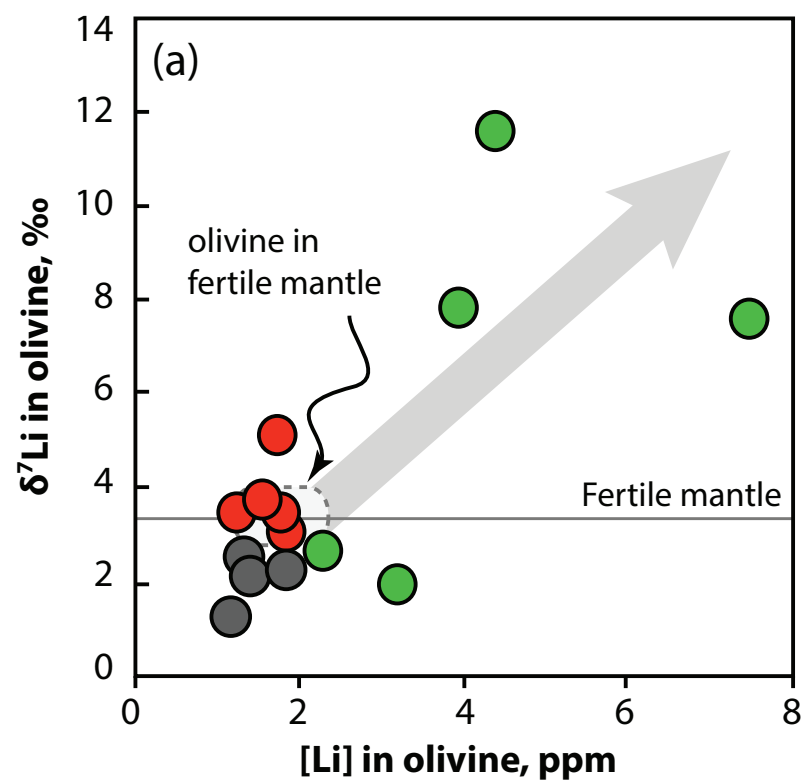 14
(a)
12
10
8
6
4
2
0
δ⁷Li in olivine, ‰
olivine in
fertile mantle
Fertile mantle
0 2 4 6 8
[Li] in olivine, ppm